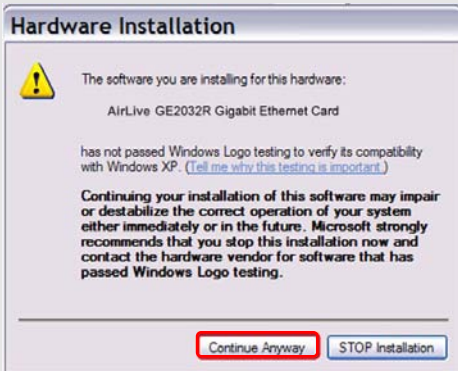 Hardware Installation
The software you are installing for this hardware:
AirLive GE2032R Gigabit Ethernet Card
has not passed Windows Logo testing to verify its compatibility
with Windows XP. (Tell me why this testing is important.)
Continuing your installation of this software may impair
or destabilize the correct operation of your system
either immediately or in the future. Microsoft strongly
recommends that you stop this installation now and
contact the hardware vendor for software that has
passed Windows Logo testing.
Continue Anyway
STOP Installation